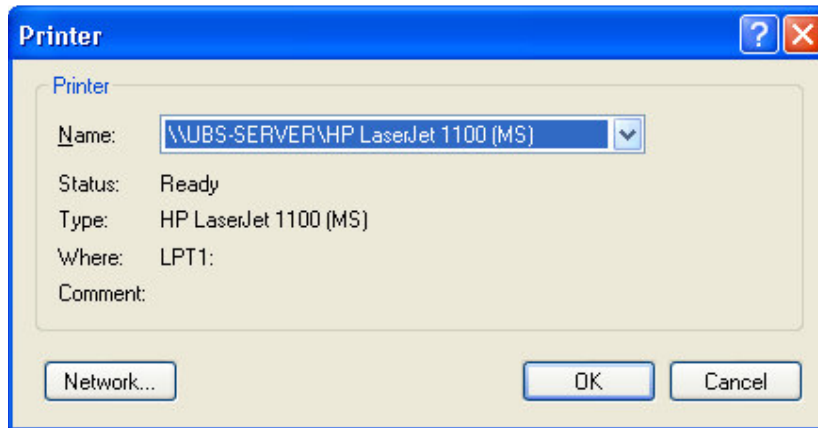 Printer
Printer
Name: \\UBS-SERVER\HP LaserJet 1100 (MS)
Status: Ready
Type: HP LaserJet 1100 (MS)
Where: LPT1:
Comment:
Network... OK Cancel